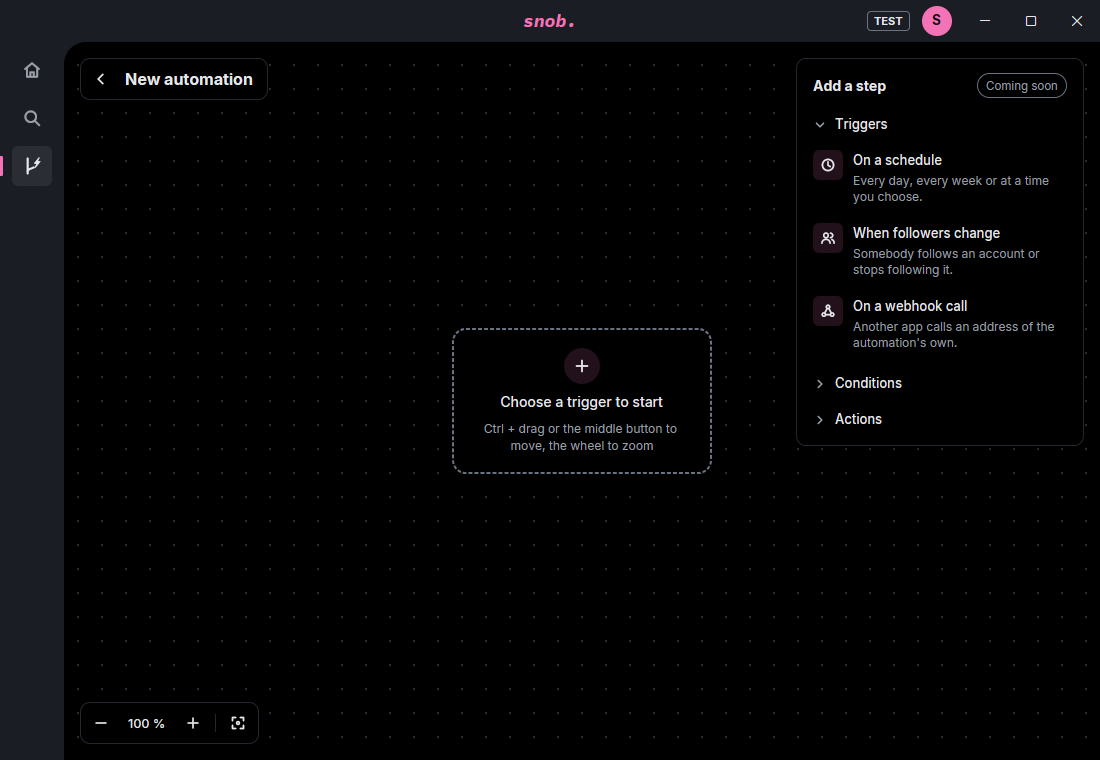 snob.
TEST
S
New automation
Add a step
Coming soon
Triggers
On a schedule
Every day, every week or at a time
you choose.
When followers change
Somebody follows an account or
stops following it.
On a webhook call
Another app calls an address of the
automation's own.
Conditions
Actions
Choose a trigger to start
Ctrl + drag or the middle button to
move, the wheel to zoom
100 %